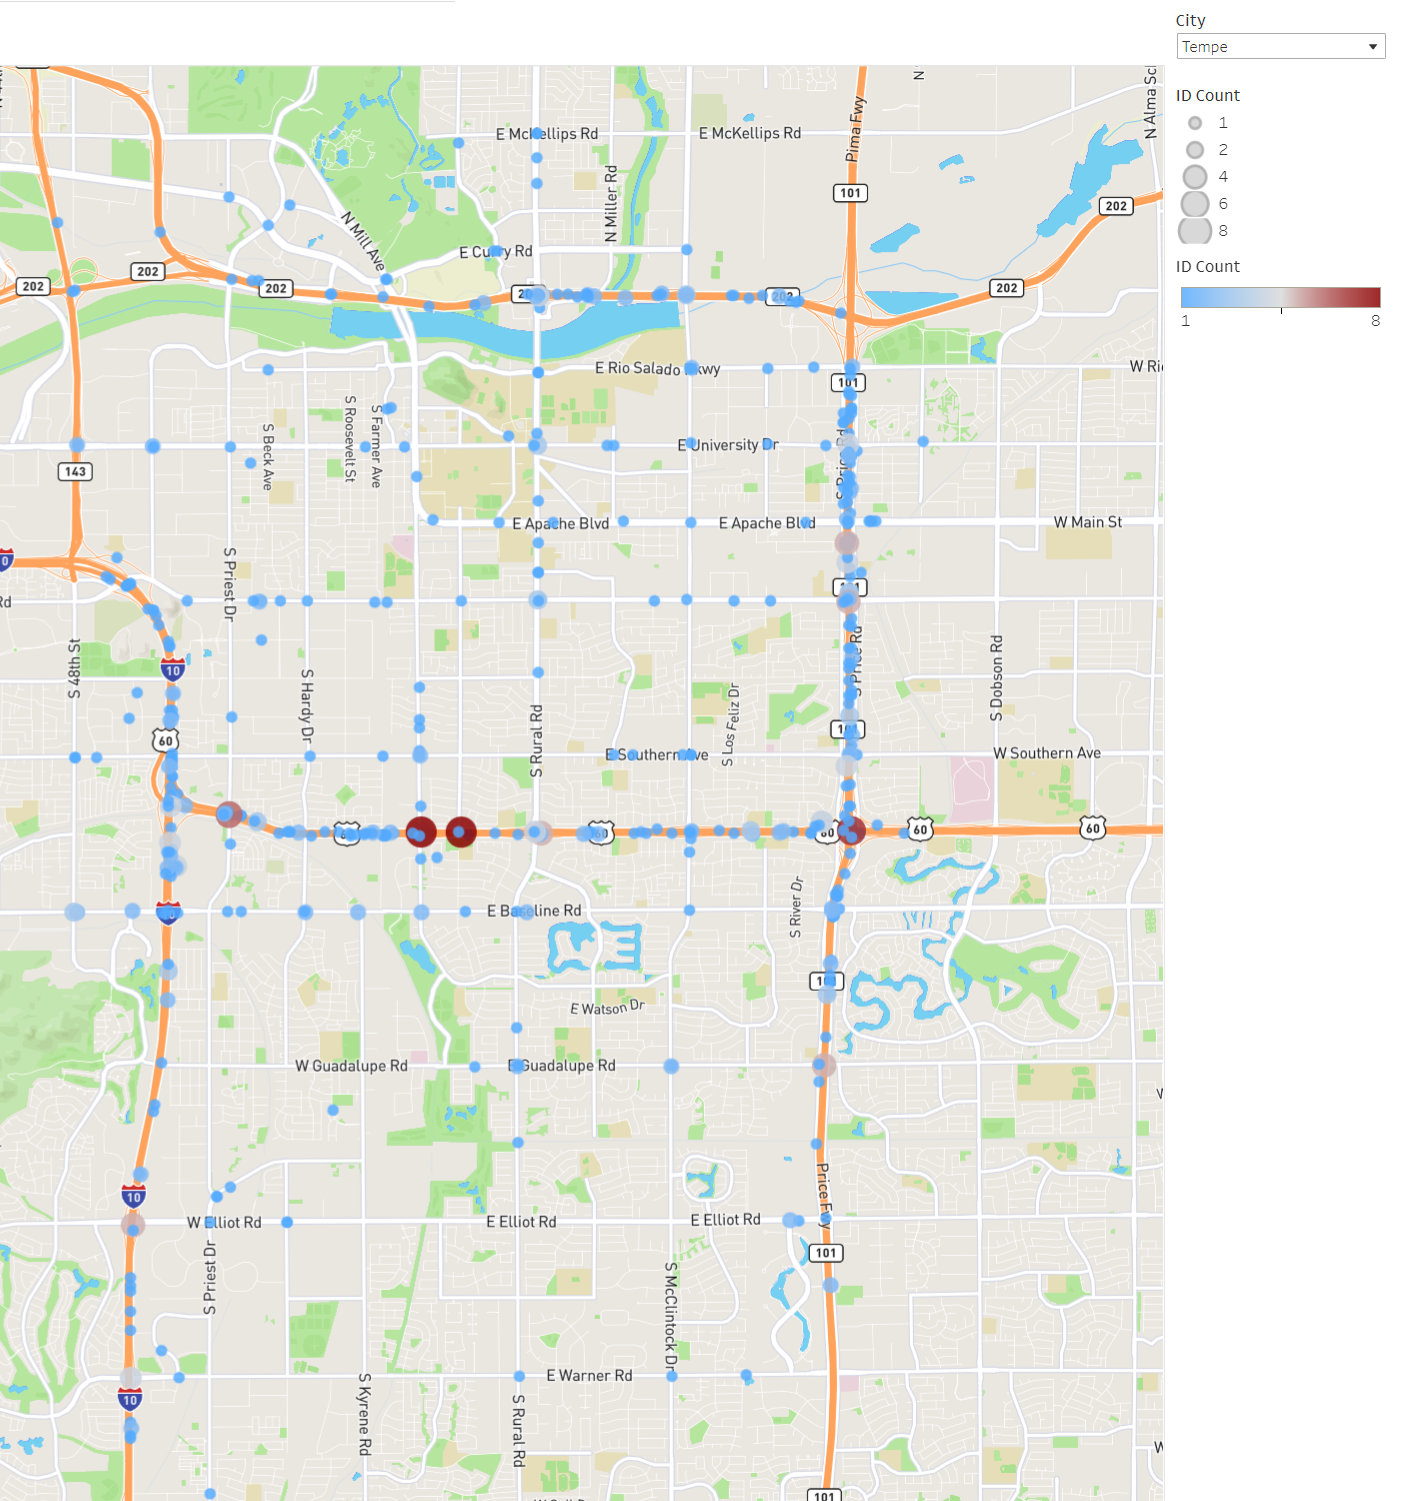 City
Tempe
ID Count
1
2
4
6
8
ID Count
1
8
E McKellips Rd
E McKellips Rd
Pima Fwy
N Alma Sc
N
N Miller Rd
101
202
N Mill Ave
E Curry Rd
202
202
202
202
202
E Rio Salado Pkwy
W Ri
101
S Roosevelt St
S Farmer Ave
S Beck Ave
E University Dr
S Price Rd
143
E Apache Blvd
E Apache Blvd
W Main St
0
S Priest Dr
101
Rd
S 48th St
S Price Rd
S Dobson Rd
10
S Hardy Dr
S Los Feliz Dr
S Rural Rd
101
60
E Southern Ave
W Southern Ave
60
60
60
60
60
S River Dr
E Baseline Rd
101
E Watson Dr
W Guadalupe Rd
E Guadalupe Rd
10
Price Fwy
W Elliot Rd
E Elliot Rd
E Elliot Rd
S Priest Dr
101
S McClintock Dr
E Warner Rd
10
S Kyrene Rd
S Rural Rd
101